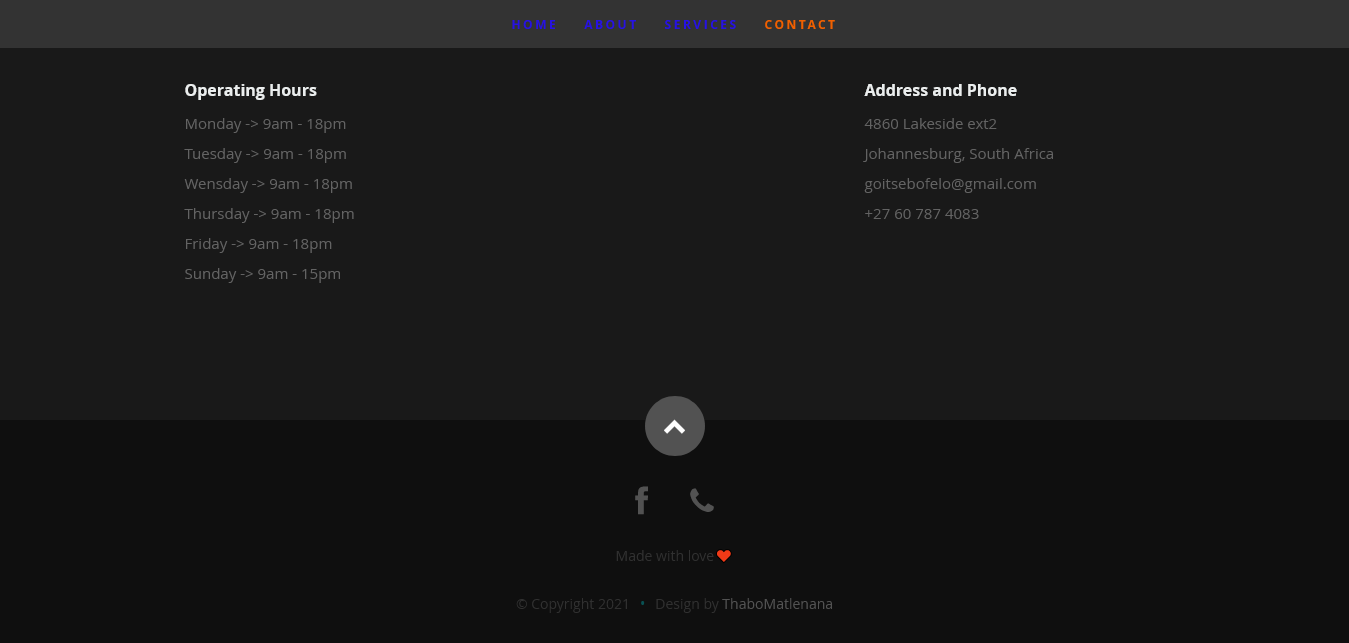 HOME ABOUT SERVICES CONTACT
Operating Hours
Monday -> 9am - 18pm
Tuesday -> 9am - 18pm
Wensday -> 9am - 18pm
Thursday -> 9am - 18pm
Friday -> 9am - 18pm
Sunday -> 9am - 15pm
Address and Phone
4860 Lakeside ext2
Johannesburg, South Africa
goitsebofelo@gmail.com
+27 60 787 4083
Made with love
© Copyright 2021 • Design by ThaboMatlenana